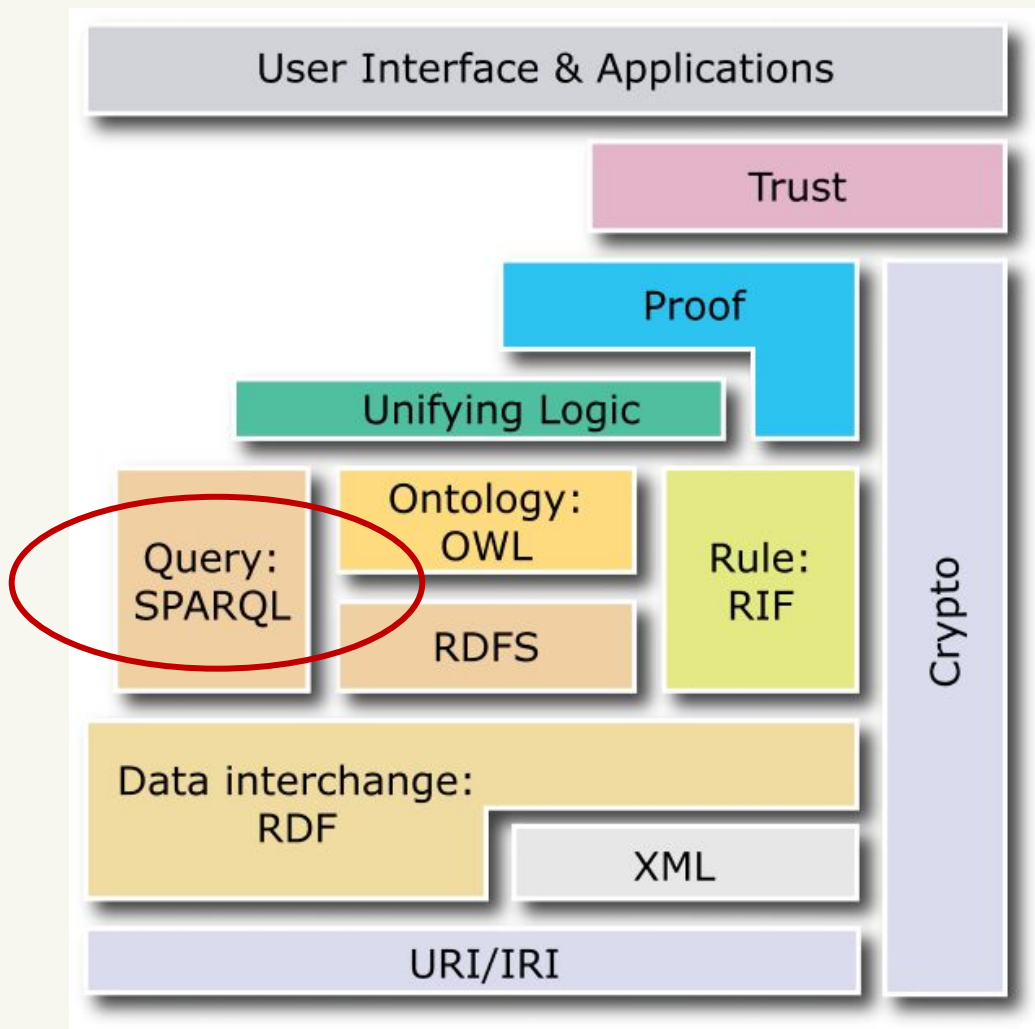 User Interface & Applications
Trust
Proof
Unifying Logic
Query:
SPARQL
Ontology:
OWL
RDFS
Rule:
RIF
Crypto
Data interchange:
RDF
XML
URI/IRI